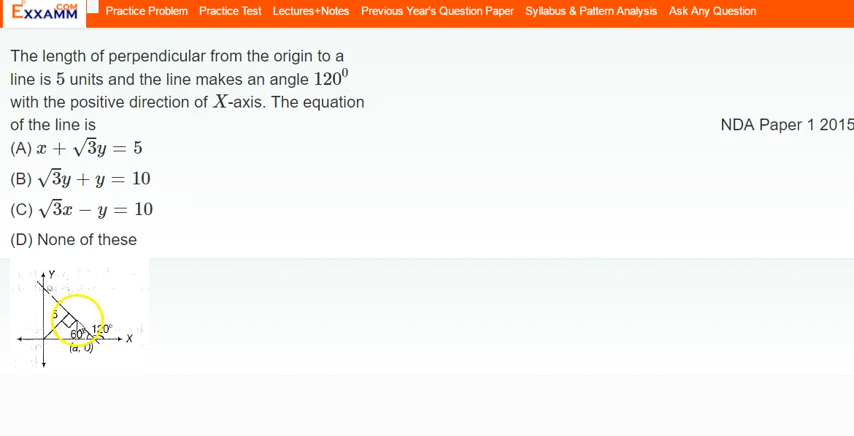 EXXAMM .COM Practice Problem Practice Test Lectures+Notes Previous Year's Question Paper Syllabus & Pattern Analysis Ask Any Question
The length of perpendicular from the origin to a
line is 5 units and the line makes an angle 120⁰
with the positive direction of X-axis. The equation
of the line is
NDA Paper 1 2015
(A) x + √3y = 5
(B) √3y + y = 10
(C) √3x − y = 10
(D) None of these
Y
5
60° 120°
X
(a, 0)